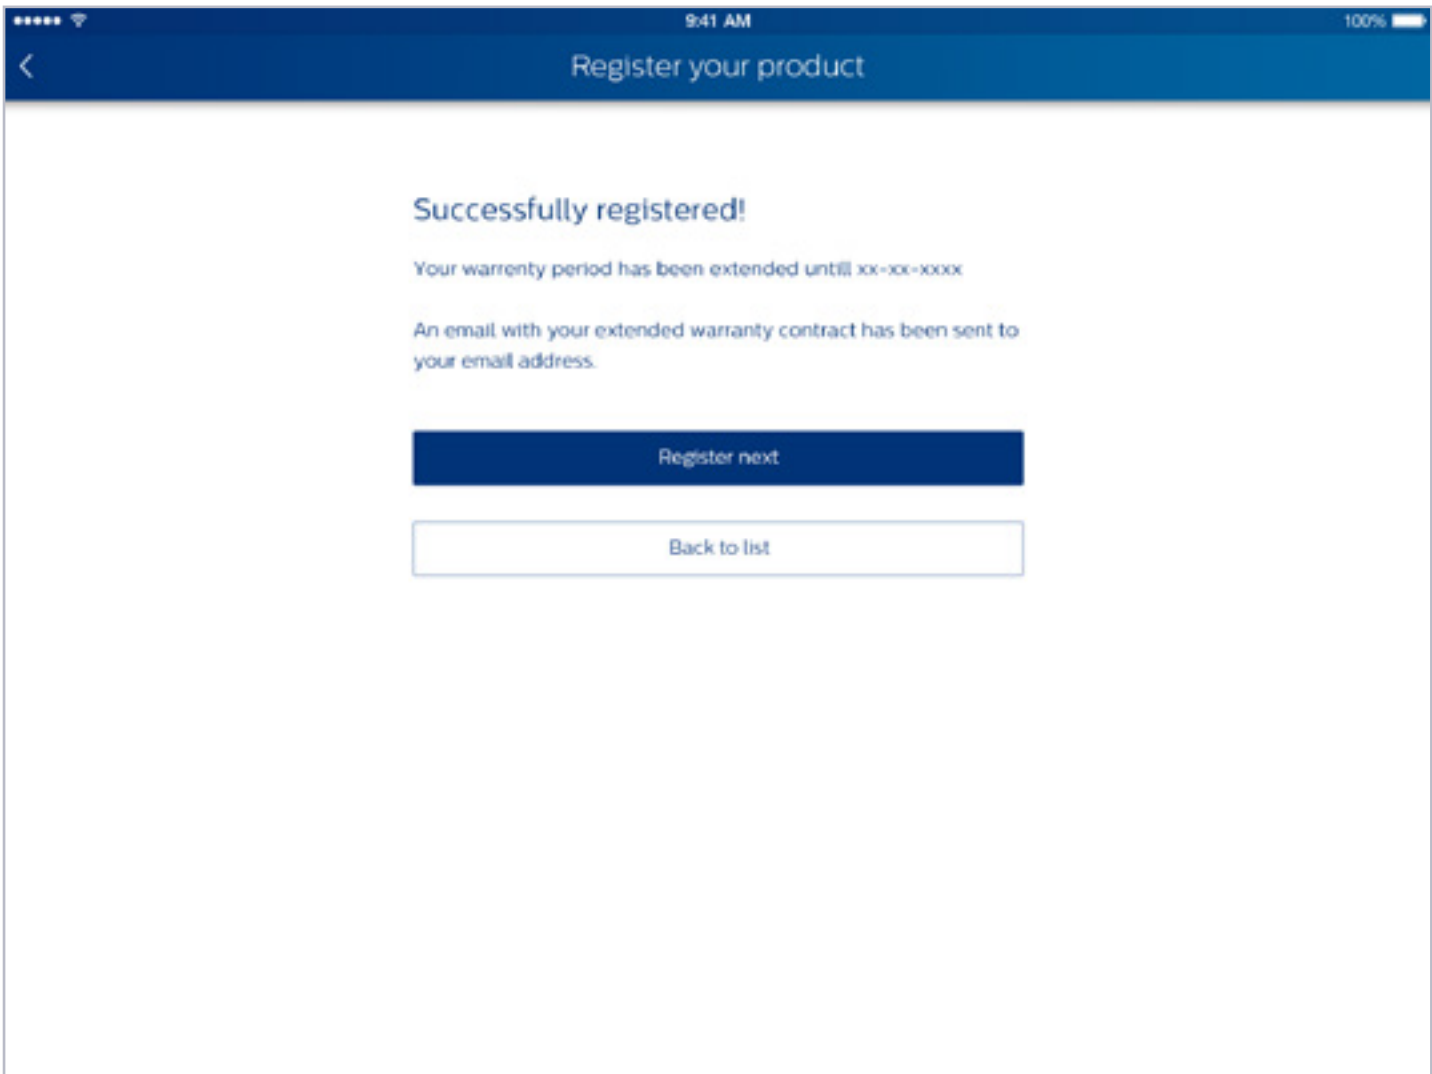 9:41 AM
100%
Register your product
Successfully registered!
Your warrenty period has been extended untill xx-xx-xxxx
An email with your extended warranty contract has been sent to
your email address.
Register next
Back to list